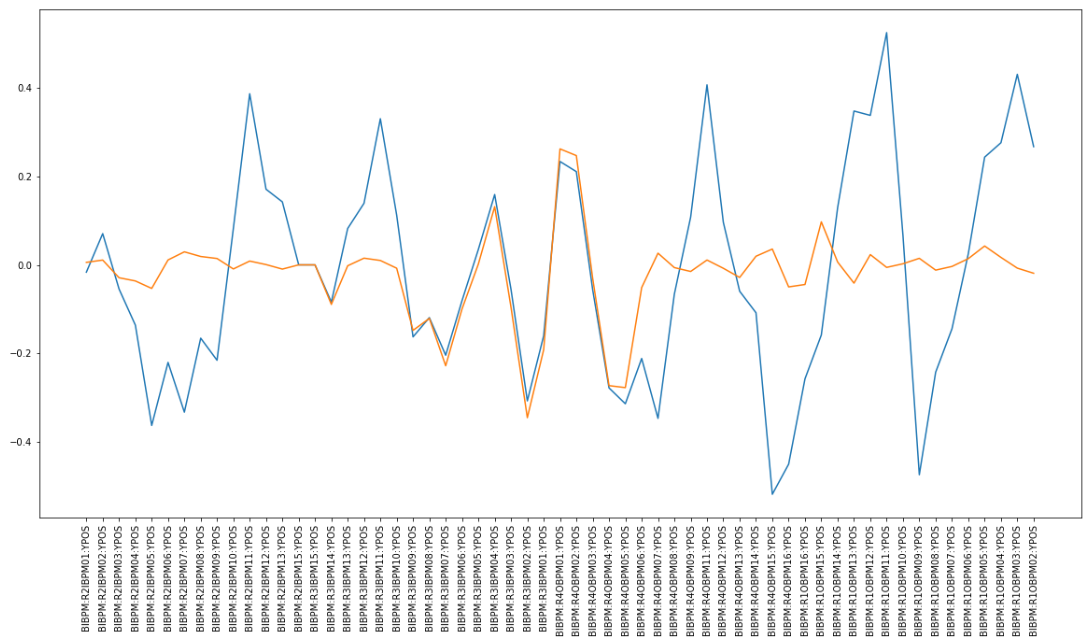 0.4
0.2
0.0
−0.2
−0.4
BIBPM:R2IBPM01:YPOS
BIBPM:R2IBPM02:YPOS
BIBPM:R2IBPM03:YPOS
BIBPM:R2IBPM04:YPOS
BIBPM:R2IBPM05:YPOS
BIBPM:R2IBPM06:YPOS
BIBPM:R2IBPM07:YPOS
BIBPM:R2IBPM08:YPOS
BIBPM:R2IBPM09:YPOS
BIBPM:R2IBPM10:YPOS
BIBPM:R2IBPM11:YPOS
BIBPM:R2IBPM12:YPOS
BIBPM:R2IBPM13:YPOS
BIBPM:R2IBPM15:YPOS
BIBPM:R3IBPM15:YPOS
BIBPM:R3IBPM14:YPOS
BIBPM:R3IBPM13:YPOS
BIBPM:R3IBPM12:YPOS
BIBPM:R3IBPM11:YPOS
BIBPM:R3IBPM10:YPOS
BIBPM:R3IBPM09:YPOS
BIBPM:R3IBPM08:YPOS
BIBPM:R3IBPM07:YPOS
BIBPM:R3IBPM06:YPOS
BIBPM:R3IBPM05:YPOS
BIBPM:R3IBPM04:YPOS
BIBPM:R3IBPM03:YPOS
BIBPM:R3IBPM02:YPOS
BIBPM:R3IBPM01:YPOS
BIBPM:R4OBPM01:YPOS
BIBPM:R4OBPM02:YPOS
BIBPM:R4OBPM03:YPOS
BIBPM:R4OBPM04:YPOS
BIBPM:R4OBPM05:YPOS
BIBPM:R4OBPM06:YPOS
BIBPM:R4OBPM07:YPOS
BIBPM:R4OBPM08:YPOS
BIBPM:R4OBPM09:YPOS
BIBPM:R4OBPM11:YPOS
BIBPM:R4OBPM12:YPOS
BIBPM:R4OBPM13:YPOS
BIBPM:R4OBPM14:YPOS
BIBPM:R4OBPM15:YPOS
BIBPM:R4OBPM16:YPOS
BIBPM:R1OBPM16:YPOS
BIBPM:R1OBPM15:YPOS
BIBPM:R1OBPM14:YPOS
BIBPM:R1OBPM13:YPOS
BIBPM:R1OBPM12:YPOS
BIBPM:R1OBPM11:YPOS
BIBPM:R1OBPM10:YPOS
BIBPM:R1OBPM09:YPOS
BIBPM:R1OBPM08:YPOS
BIBPM:R1OBPM07:YPOS
BIBPM:R1OBPM06:YPOS
BIBPM:R1OBPM05:YPOS
BIBPM:R1OBPM04:YPOS
BIBPM:R1OBPM03:YPOS
BIBPM:R1OBPM02:YPOS